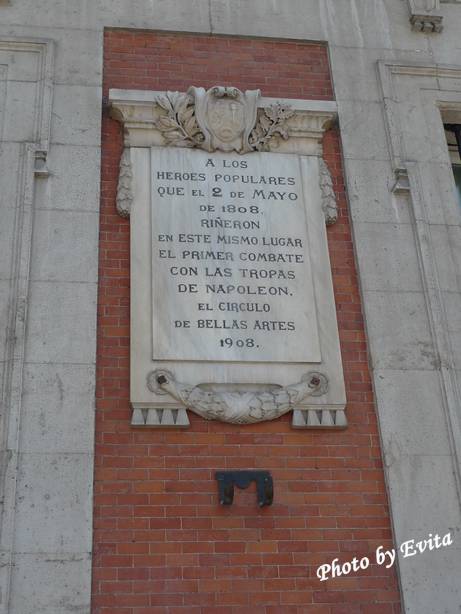 A LOS
HEROES POPULARES
QUE EL 2 DE MAYO
DE 1808,
RIÑERON
EN ESTE MISMO LUGAR
EL PRIMER COMBATE
CON LAS TROPAS
DE NAPOLEON,
EL CIRCULO
DE BELLAS ARTES
1908.
Photo by Evita